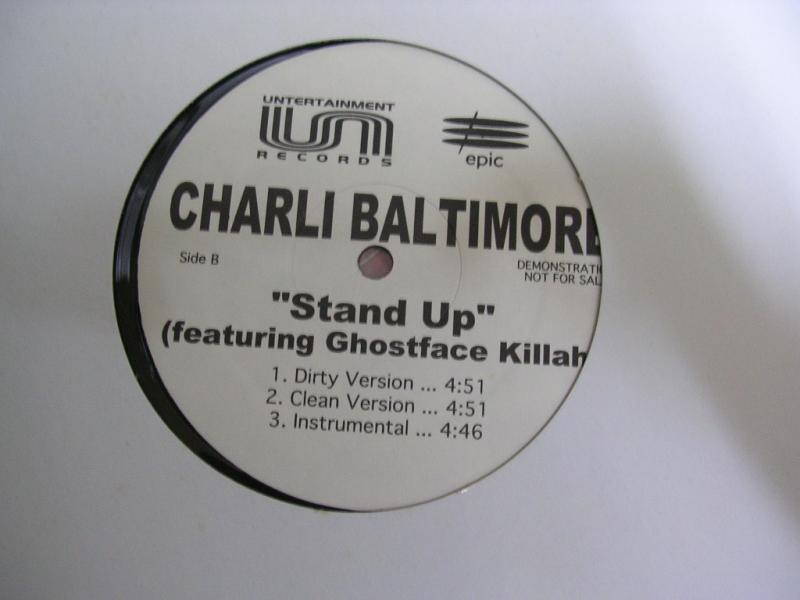 UNTERTAINMENT
UN
RECORDS
epic
CHARLI BALTIMORE
Side B
DEMONSTRATI
NOT FOR SAL
"Stand Up"
(featuring Ghostface Killah
1. Dirty Version ... 4:51
2. Clean Version ... 4:51
3. Instrumental ... 4:46